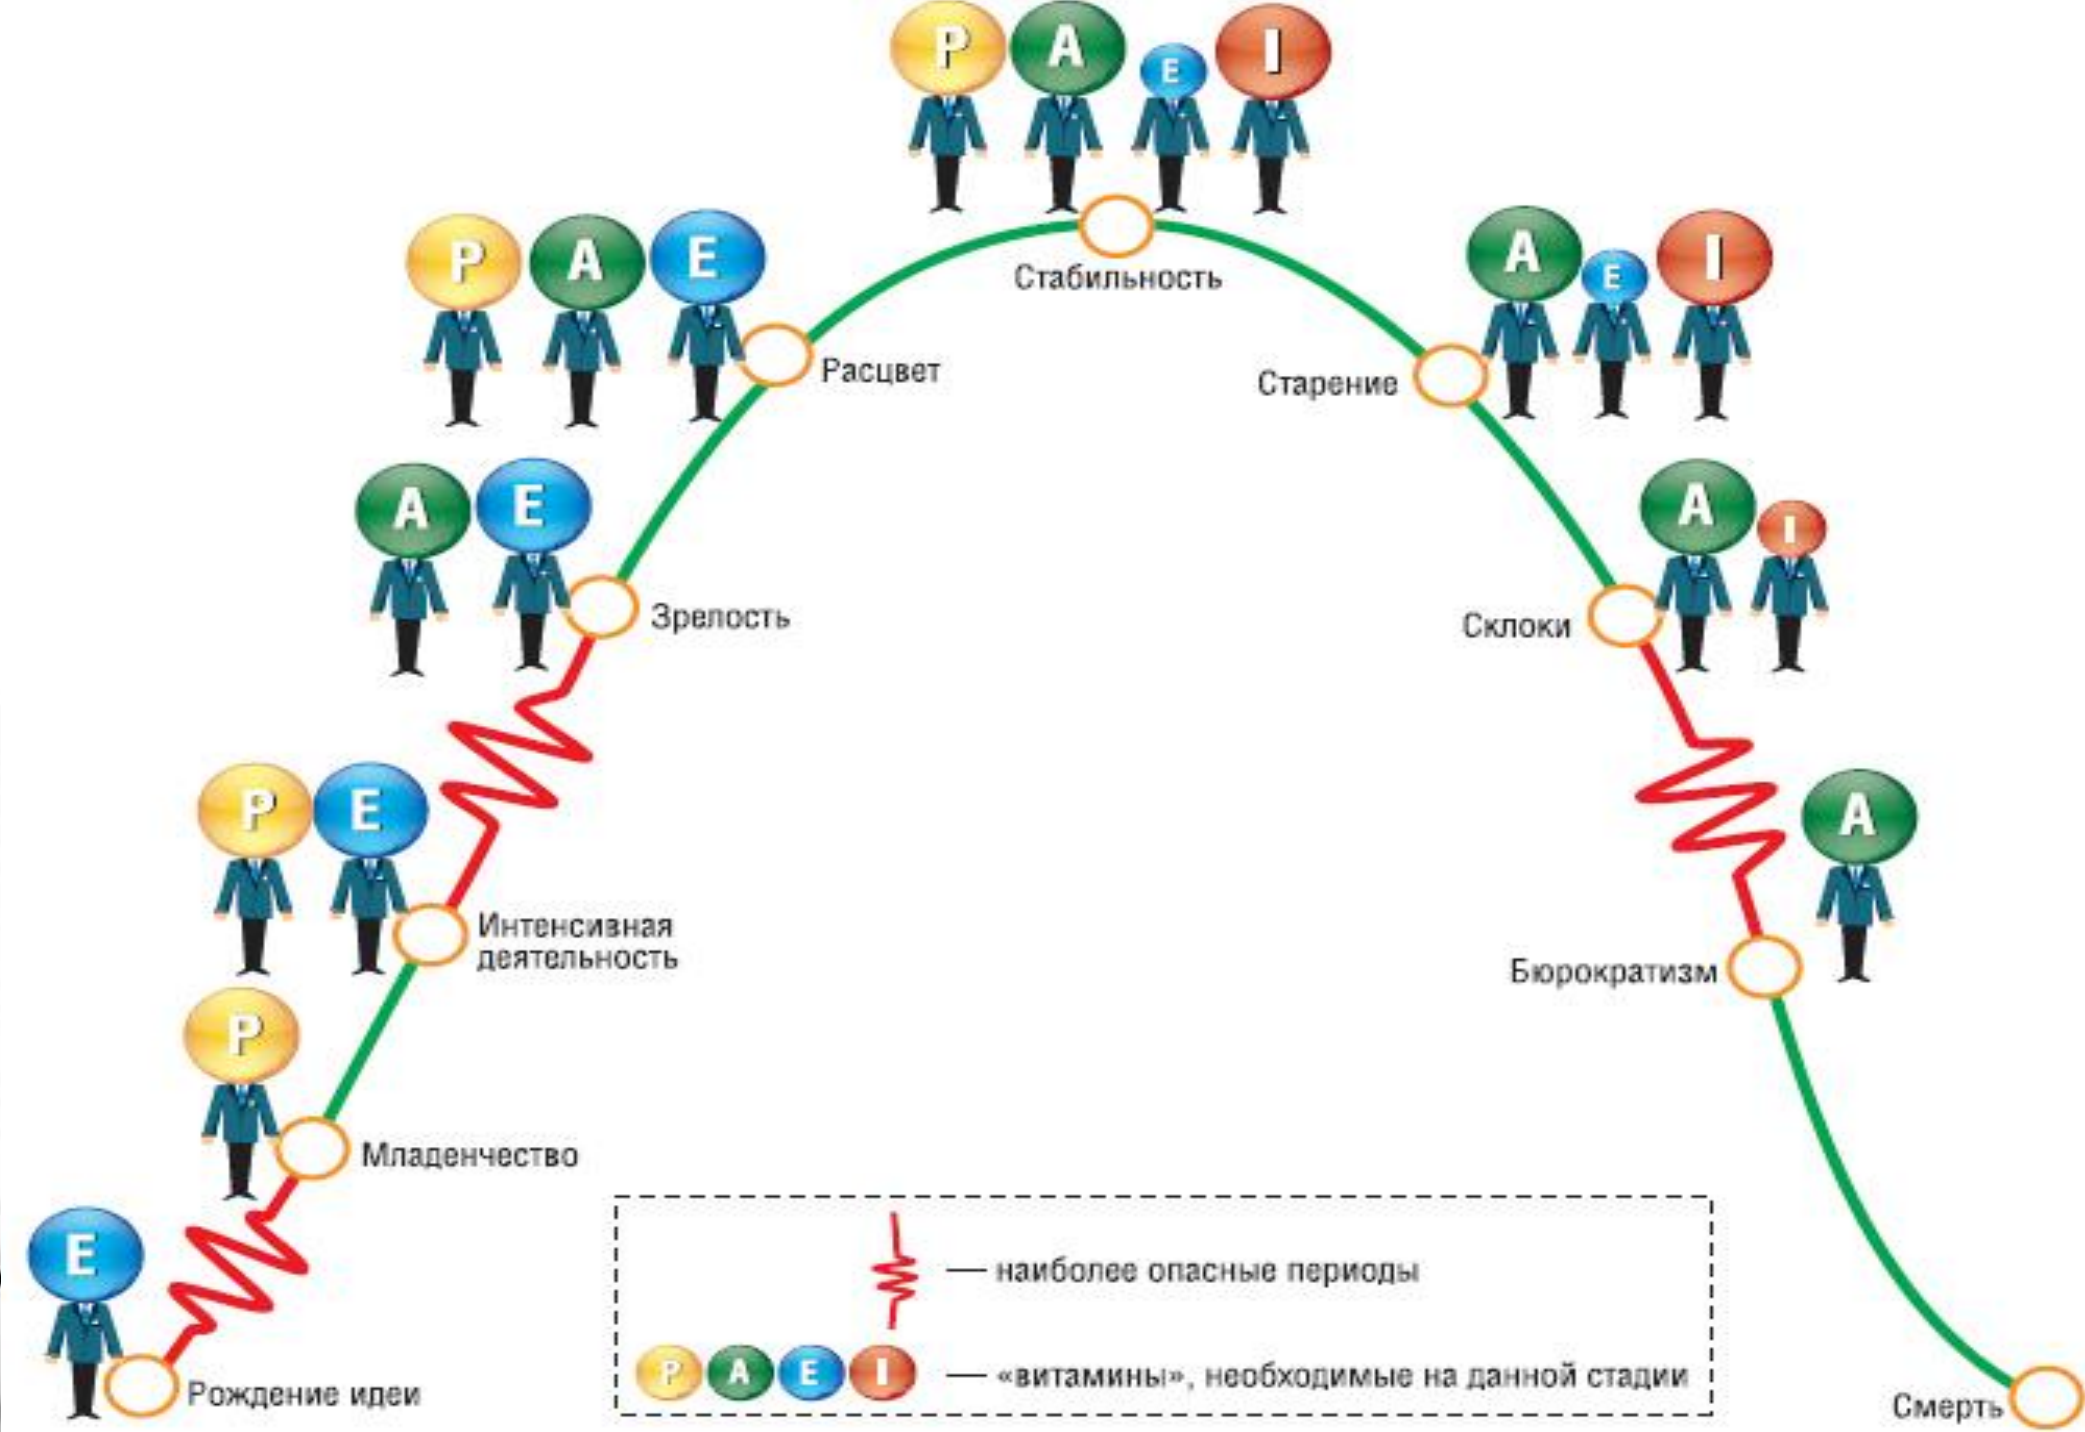 P A E I
Стабильность
P A E
Расцвет
A E I
Старение
A E
Зрелость
A I
Склоки
P E
Интенсивная
деятельность
A
Бюрократизм
P
Младенчество
E
Рождение идеи
— наиболее опасные периоды
P A E I — «витамины», необходимые на данной стадии
Смерть